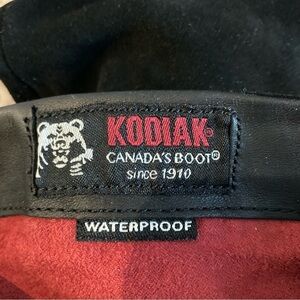 KODIAK®
CANADA'S BOOT®
since 1910
WATERPROOF